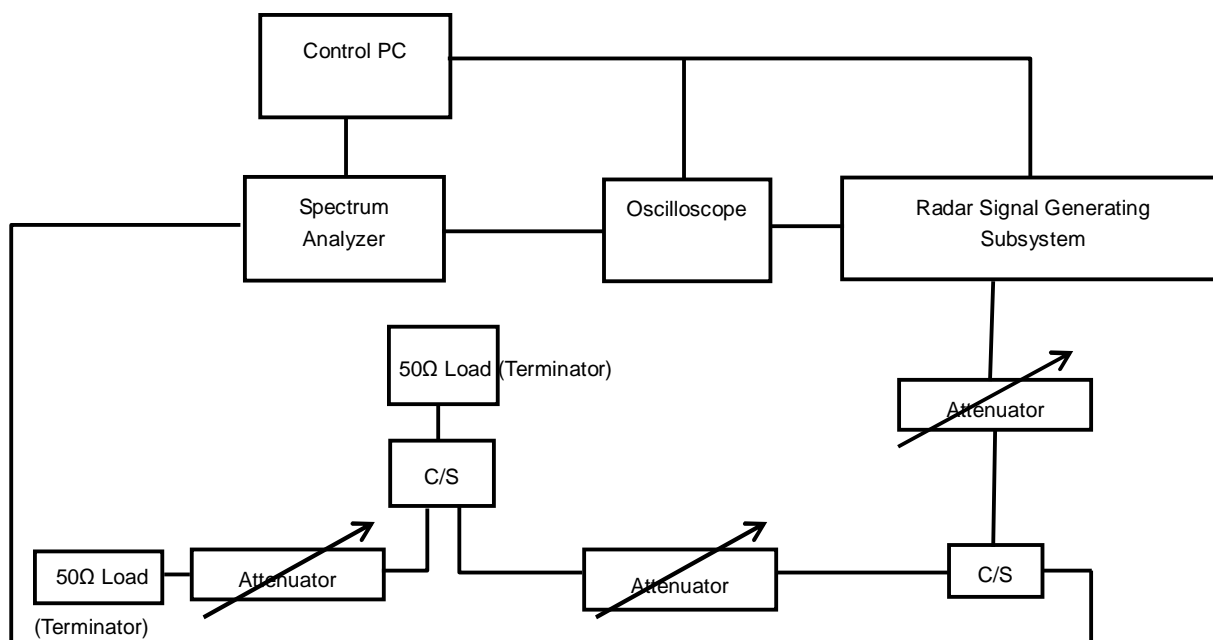 Control PC
Spectrum
Analyzer
Oscilloscope
Radar Signal Generating
Subsystem
50Ω Load (Terminator)
Attenuator
C/S
50Ω Load
(Terminator)
Attenuator
Attenuator
C/S